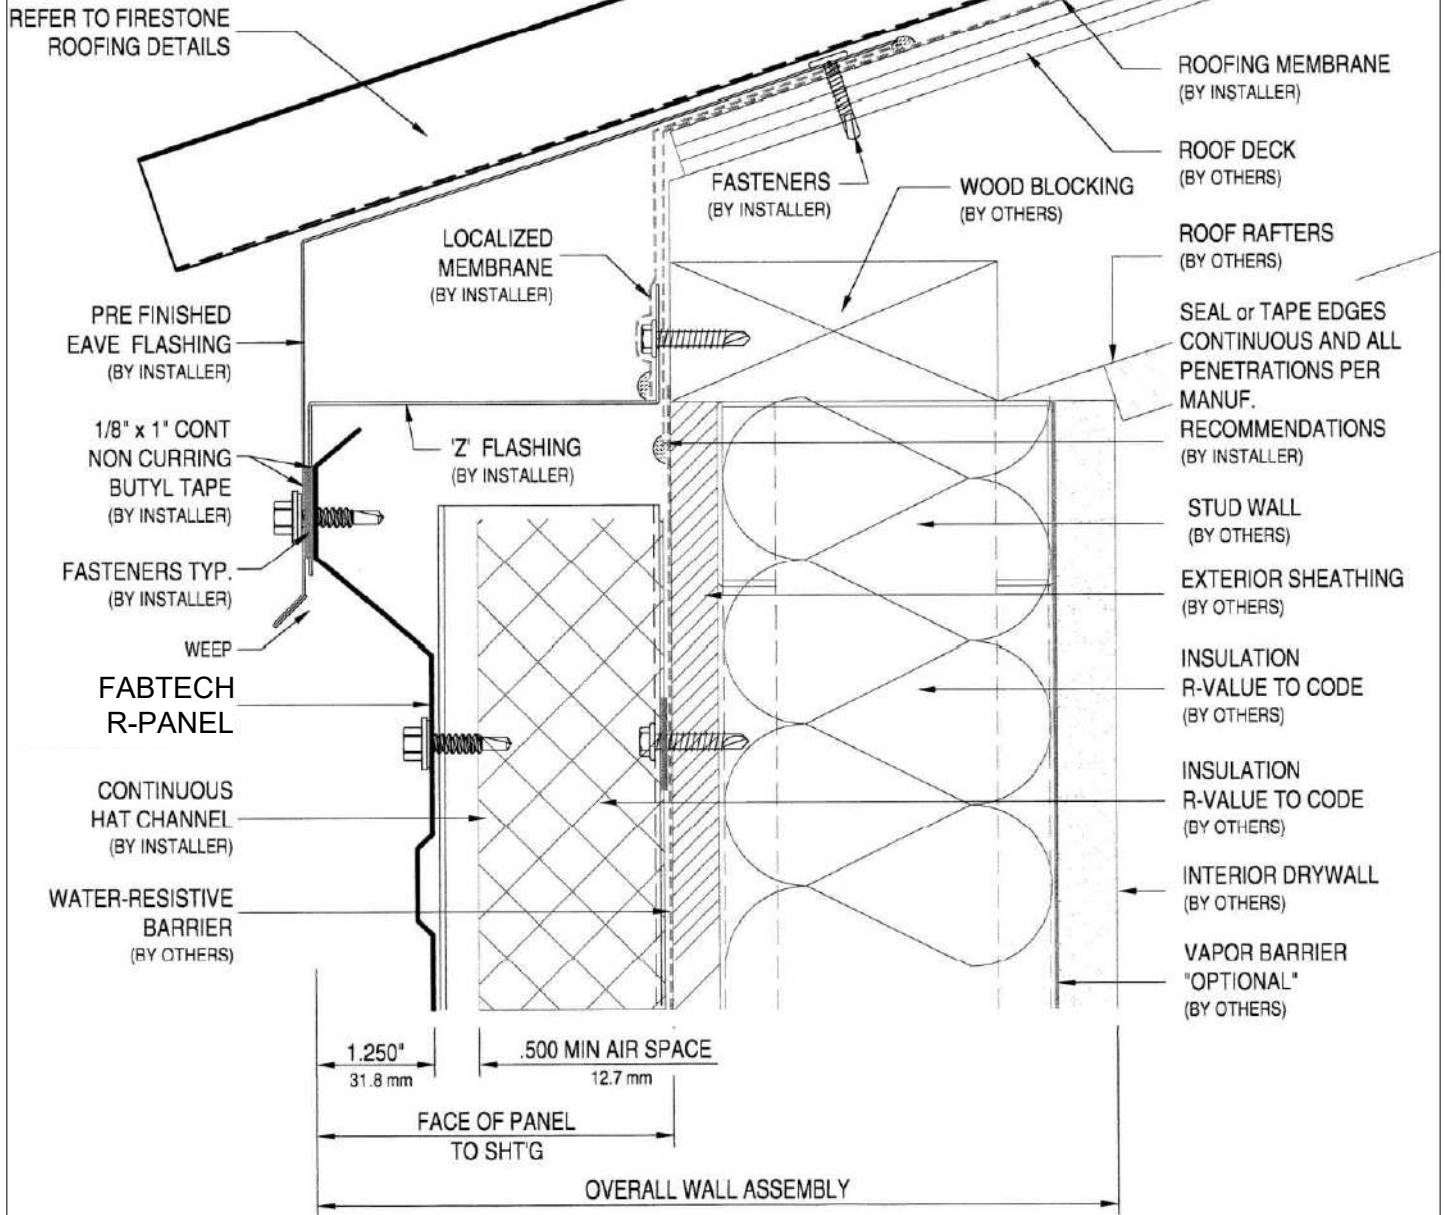 REFER TO FIRESTONE
ROOFING DETAILS
ROOFING MEMBRANE
(BY INSTALLER)
ROOF DECK
(BY OTHERS)
FASTENERS
(BY INSTALLER)
WOOD BLOCKING
(BY OTHERS)
LOCALIZED
MEMBRANE
(BY INSTALLER)
ROOF RAFTERS
(BY OTHERS)
PRE FINISHED
EAVE FLASHING
(BY INSTALLER)
SEAL or TAPE EDGES
CONTINUOUS AND ALL
PENETRATIONS PER
MANUF.
RECOMMENDATIONS
(BY INSTALLER)
1/8" x 1" CONT
NON CURRING
BUTYL TAPE
(BY INSTALLER)
'Z' FLASHING
(BY INSTALLER)
STUD WALL
(BY OTHERS)
FASTENERS TYP.
(BY INSTALLER)
EXTERIOR SHEATHING
(BY OTHERS)
WEEP
FABTECH
R-PANEL
INSULATION
R-VALUE TO CODE
(BY OTHERS)
CONTINUOUS
HAT CHANNEL
(BY INSTALLER)
INSULATION
R-VALUE TO CODE
(BY OTHERS)
WATER-RESISTIVE
BARRIER
(BY OTHERS)
INTERIOR DRYWALL
(BY OTHERS)
VAPOR BARRIER
"OPTIONAL"
(BY OTHERS)
1.250"
31.8 mm
.500 MIN AIR SPACE
12.7 mm
FACE OF PANEL
TO SHT'G
OVERALL WALL ASSEMBLY